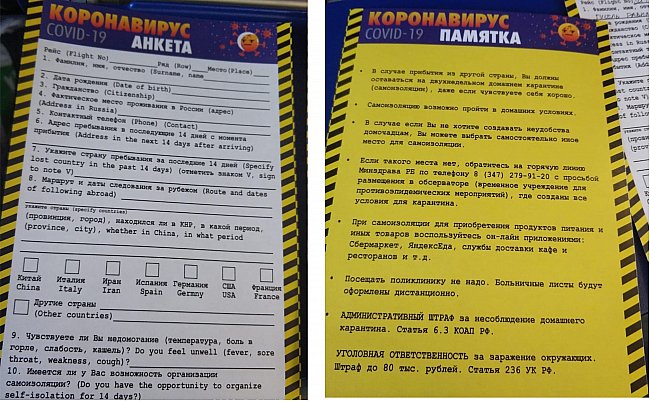 КОРОНАВИРУС
COVID-19 АНКЕТА
Рейс (Flight No) Ряд (Row) Место(Place)
1. Фамилия, имя, отчество (Surname, name
2. Дата рождения (Date of birth)
3. Гражданство (Citizenship)
4. Фактическое место проживания в России (адрес)
(Address in Russia)
5. Контактный телефон (Phone) (Contact)
6. Адрес пребывания в последующие 14 дней с момента
прибытия (Address in the next 14 days after arriving)
7. Укажите страну пребывания за последние 14 дней (Specify
lost country in the past 14 days) (отметить знаком V, sign
to note V)
8. Маршрут и даты следования за рубежом (Route and dates
of following abroad)
укажите страны (specify countries)
(провинция, город), находился ли в КНР, в какой период,
(province, city), whether in China, in what period
Китай Италия Иран Испания Германия США Франция
China Italy Iran Spain Germny USA France
Другие страны
(Other countries)
9. Чувствуете ли Вы недомогание (температура, боль в
горле, слабость, кашель)? Do you feel unwell (fever, sore
throat, weakness, cough)?
10. Имеется ли у Вас возможность организации
самоизоляции? (Do you have the opportunity to organize
self-isolation for 14 days?)
КОРОНАВИРУС
COVID-19 ПАМЯТКА
• В случае прибытия из другой страны, Вы должны
оставаться на двухнедельном домашнем карантине
(самоизоляции), даже если чувствуете себя хорошо.
• Самоизоляцию возможно пройти в домашних условиях.
• В случае если Вы не хотите создавать неудобства
домочадцам, Вы можете выбрать самостоятельно иное
место для самоизоляции.
• Если такого места нет, обратитесь на горячую линию
Минздрава РБ по телефону 8 (347) 279-91-20 с просьбой
размещения в обсерваторе (временное учреждение для
противоэпидемических мероприятий), где созданы все
условия для карантина.
• При самоизоляции для приобретения продуктов питания и
иных товаров воспользуйтесь он-лайн приложениями:
Сбермаркет, ЯндексЕда, службы доставки кафе и
ресторанов и т.д.
• Посещать поликлинику не надо. Больничные листы будут
оформлены дистанционно.
• АДМИНИСТРАТИВНЫЙ ШТРАФ за несоблюдение домашнего
карантина. Статья 6.3 КОАП РФ.
УГОЛОВНАЯ ОТВЕТСТВЕННОСТЬ за заражение окружающих.
Штраф до 80 тыс. рублей. Статья 236 УК РФ.